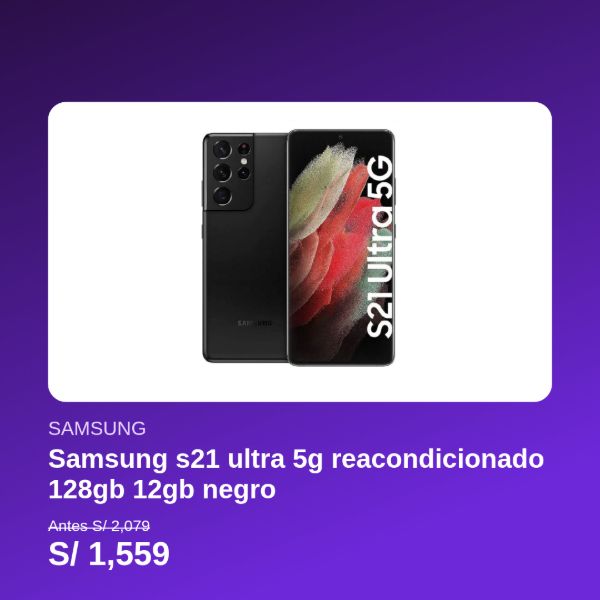 S21 Ultra 5G
SAMSUNG
SAMSUNG
Samsung s21 ultra 5g reacondicionado
128gb 12gb negro
Antes S/ 2,079
S/ 1,559